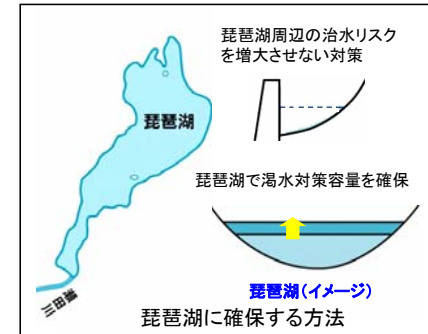 琵琶湖周辺の治水リスク
を増大させない対策
琵琶湖
琵琶湖で渇水対策容量を確保
瀬田川
琵琶湖(イメージ)
琵琶湖に確保する方法